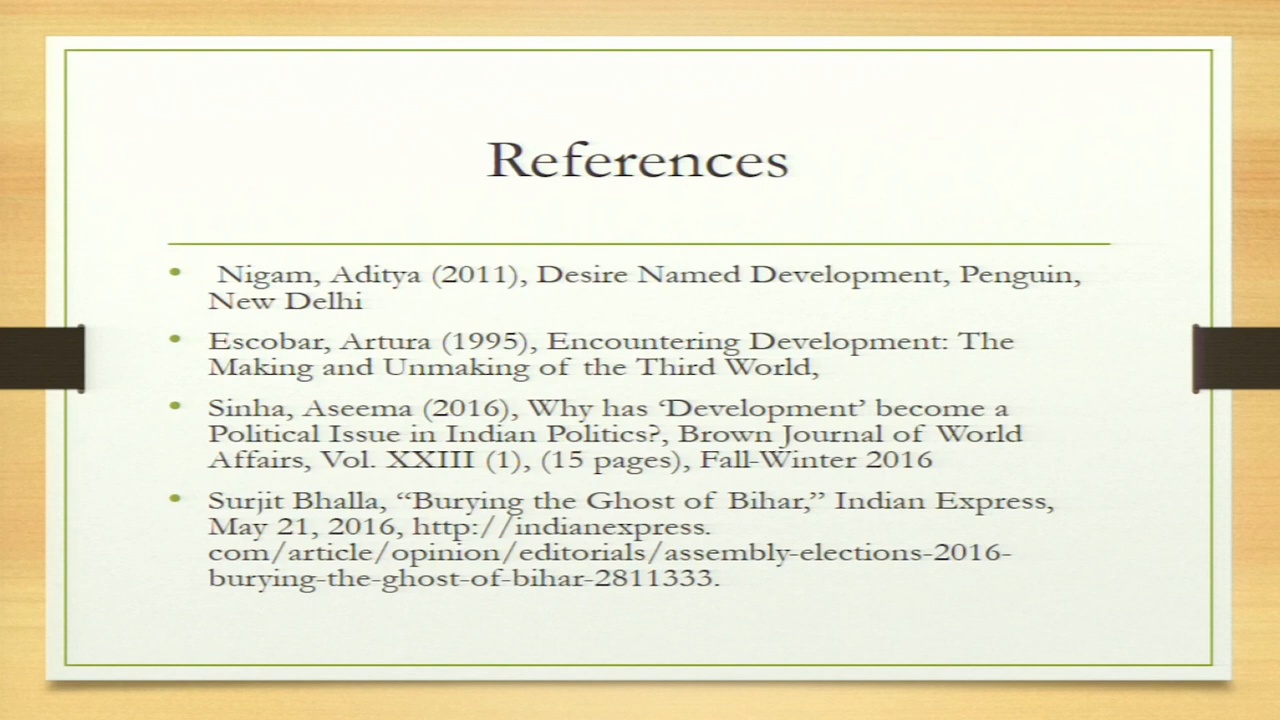 References
• Nigam, Aditya (2011), Desire Named Development, Penguin,
New Delhi
• Escobar, Artura (1995), Encountering Development: The
Making and Unmaking of the Third World,
• Sinha, Aseema (2016), Why has ‘Development’ become a
Political Issue in Indian Politics?, Brown Journal of World
Affairs, Vol. XXIII (1), (15 pages), Fall-Winter 2016
• Surjit Bhalla, “Burying the Ghost of Bihar,” Indian Express,
May 21, 2016, http://indianexpress.
com/article/opinion/editorials/assembly-elections-2016-
burying-the-ghost-of-bihar-2811333.